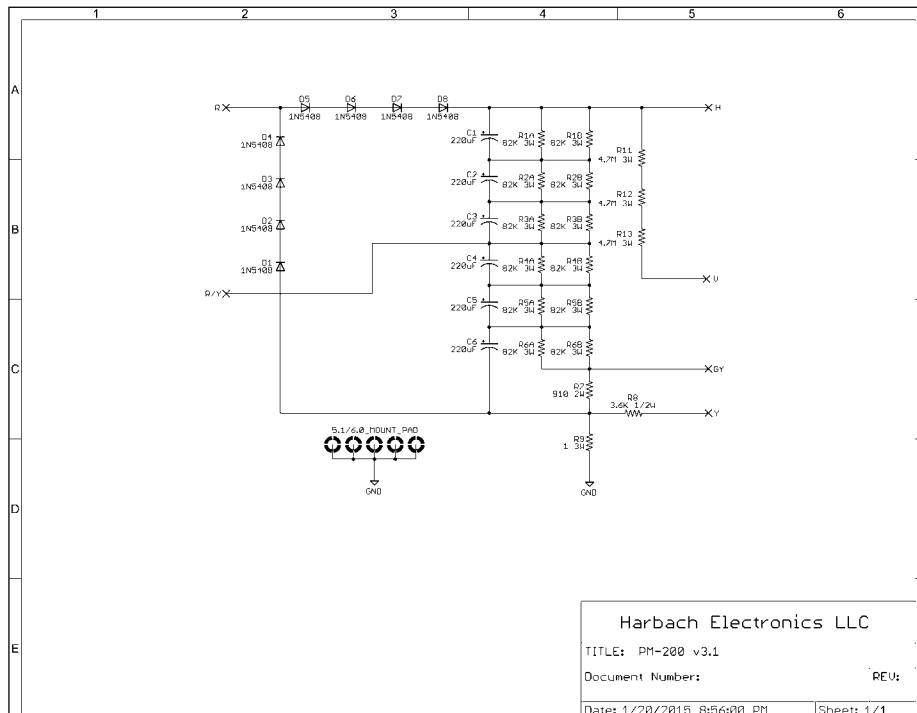 1 2 3 4 5 6
A
B
C
D
E
R
D5 D6 D7 D8
1N5408 1N5408 1N5408 1N5408
H
D4
1N5408
D3
1N5408
D2
1N5408
D1
1N5408
R/Y
C1 +
220uF
R1A R1B
82K 3W 82K 3W
C2 +
220uF
R2A R2B
82K 3W 82K 3W
C3 +
220uF
R3A R3B
82K 3W 82K 3W
C4 +
220uF
R4A R4B
82K 3W 82K 3W
C5 +
220uF
R5A R5B
82K 3W 82K 3W
C6 +
220uF
R6A R6B
82K 3W 82K 3W
R11
4.7M 3W
R12
4.7M 3W
R13
4.7M 3W
V
GY
R7
910 2W
R8
3.6K 1/2W
Y
R9
1 3W
GND
5.1/6.0_MOUNT_PAD
GND
Harbach Electronics LLC
TITLE: PM-200 v3.1
Document Number:
REV:
Date: 1/20/2015 8:56:00 PM
Sheet: 1/1